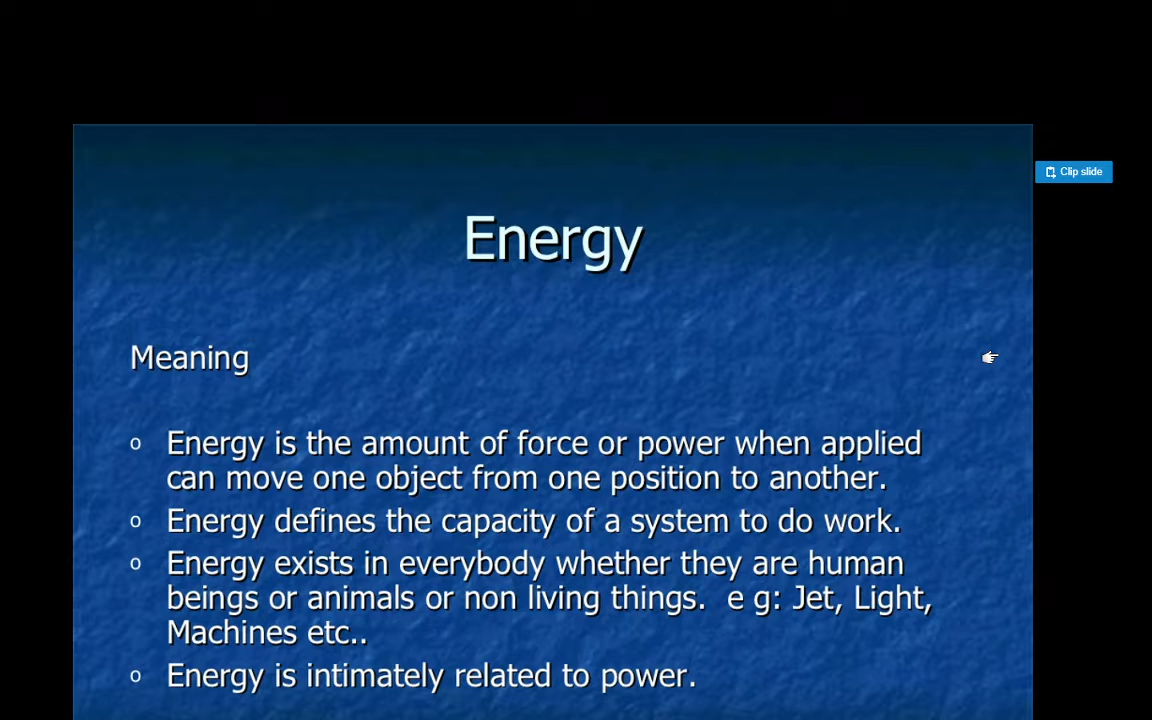 Clip slide
Energy
Meaning
o Energy is the amount of force or power when applied
can move one object from one position to another.
o Energy defines the capacity of a system to do work.
o Energy exists in everybody whether they are human
beings or animals or non living things.  e g: Jet, Light,
Machines etc..
o Energy is intimately related to power.